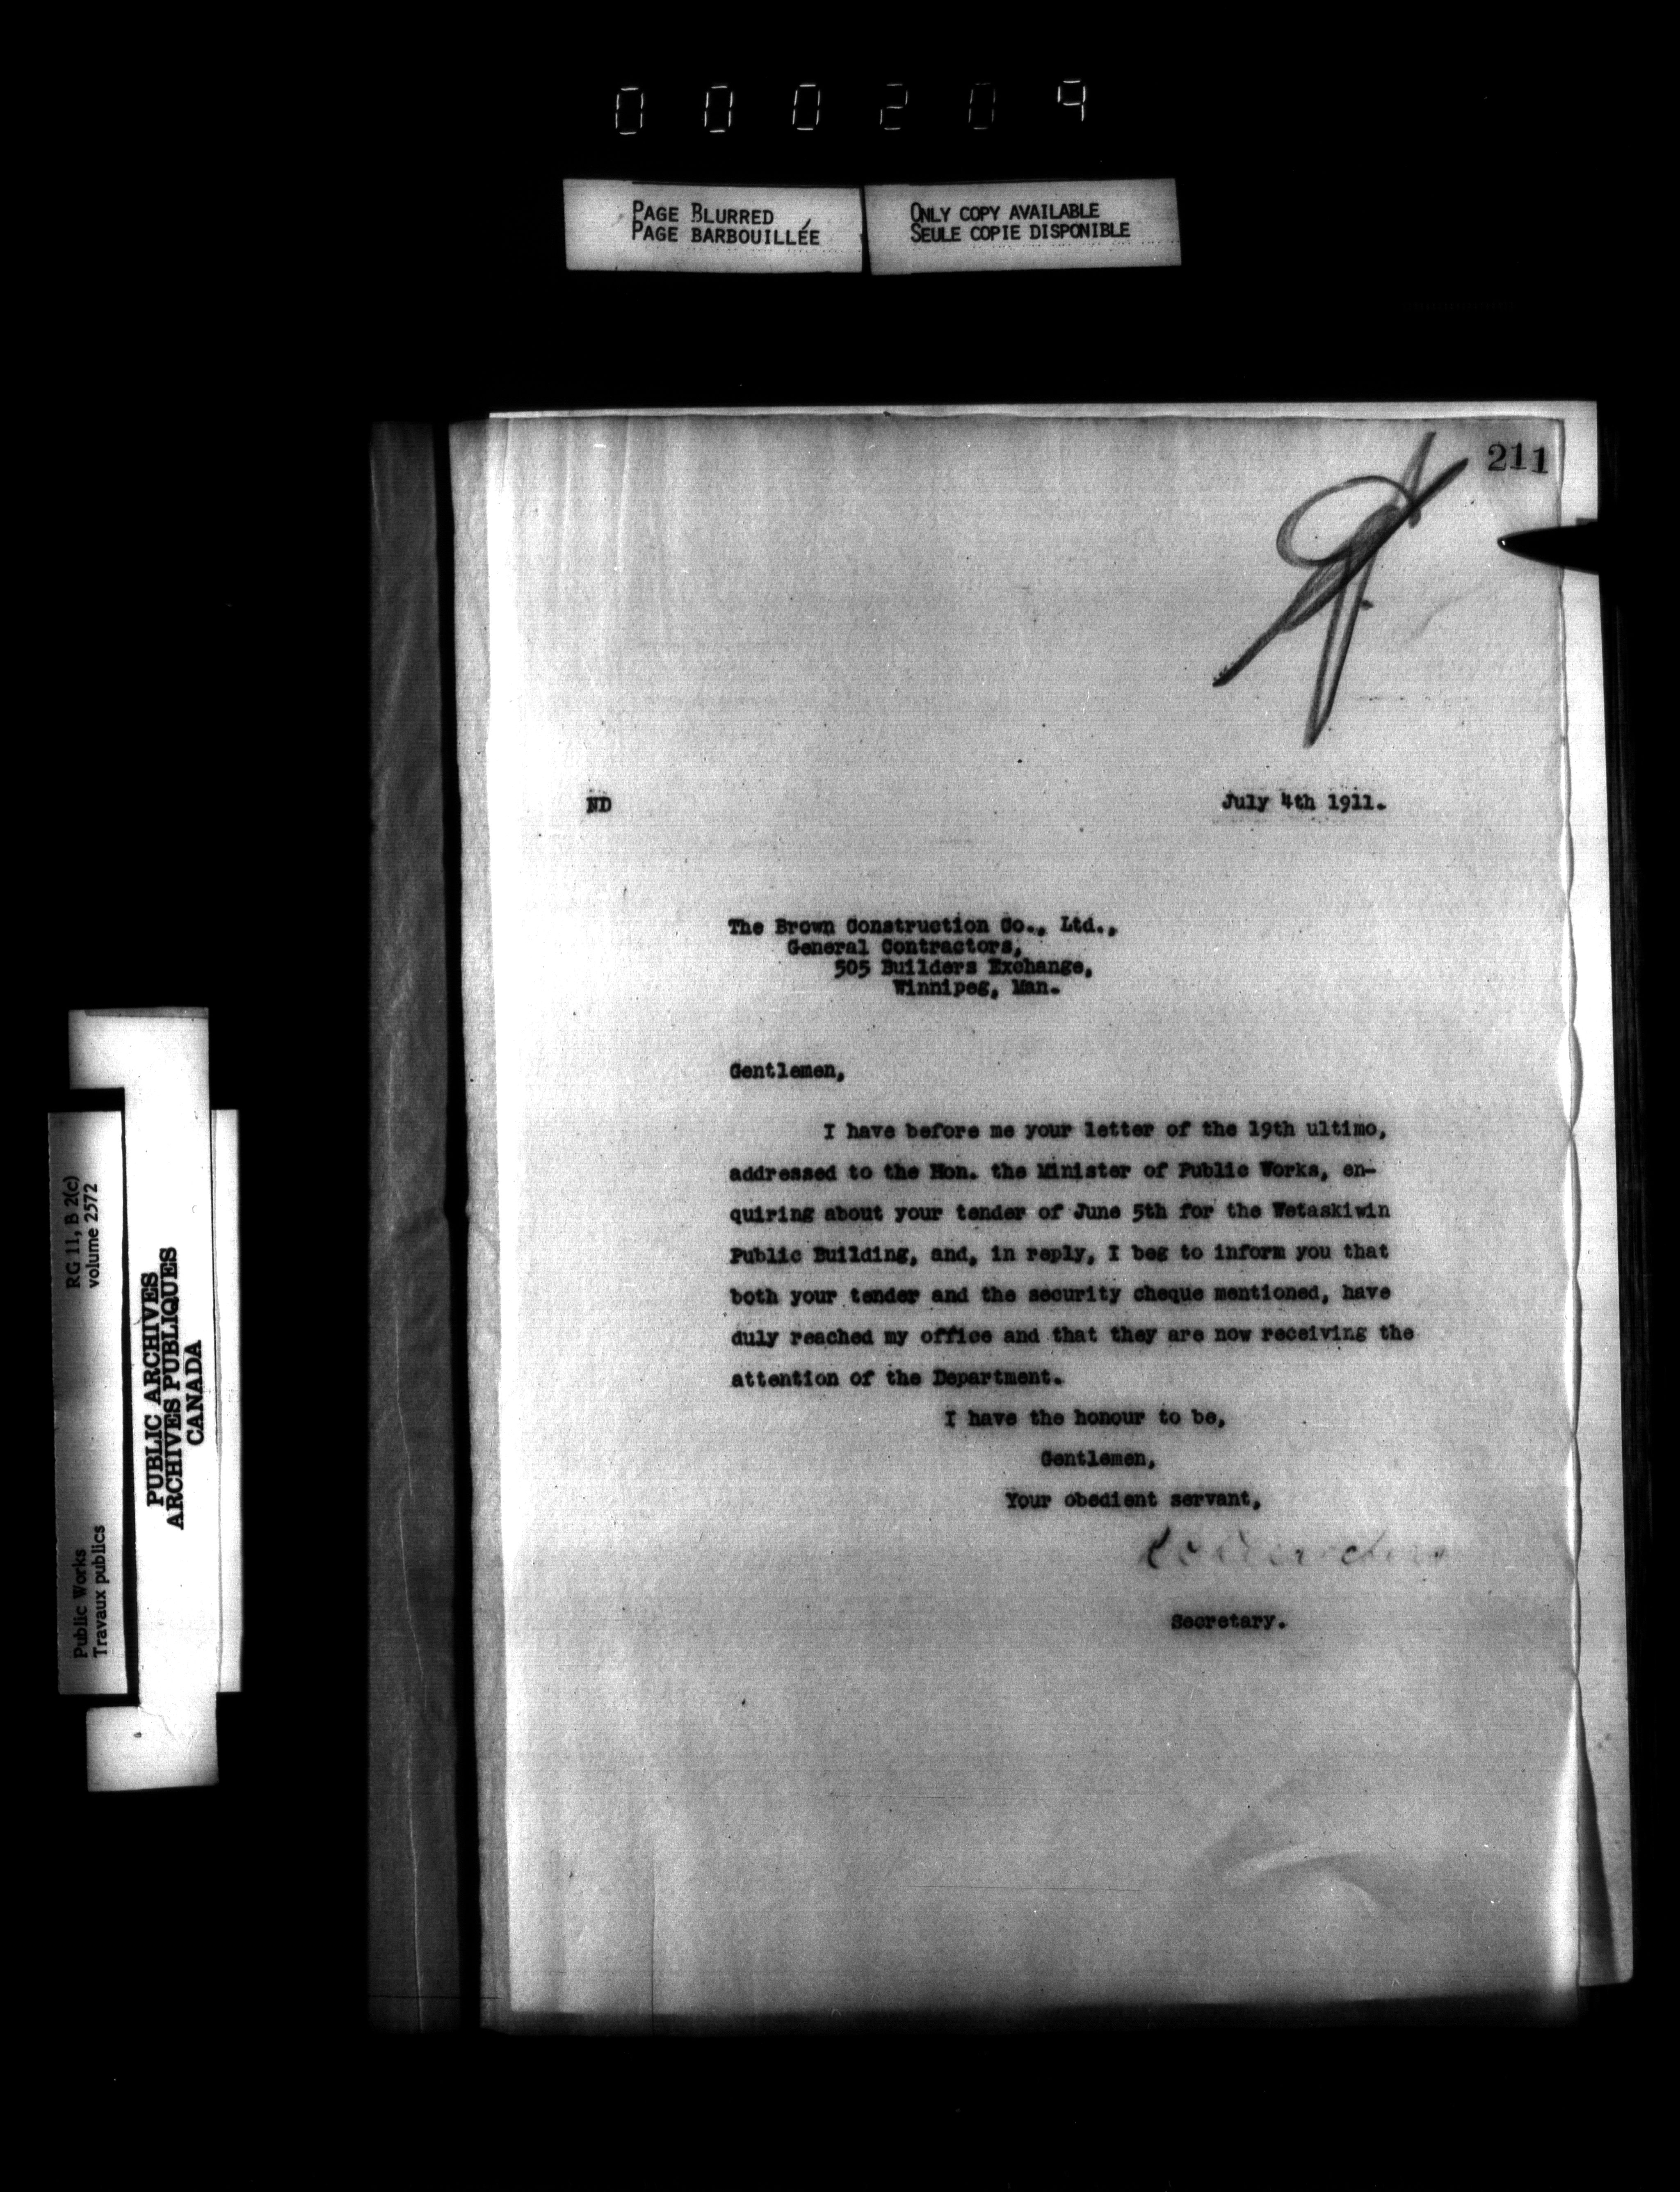 000209
PAGE BLURRED
PAGE BARBOUILLÉE
ONLY COPY AVAILABLE
SEULE COPIE DISPONIBLE
211
ND
July 4th 1911.
The Brown Construction Co., Ltd.,
General Contractors,
505 Builders Exchange,
Winnipeg, Man.
Gentlemen,
I have before me your letter of the 19th ultimo,
addressed to the Hon. the Minister of Public Works, en-
quiring about your tender of June 5th for the Wetaskiwin
Public Building, and, in reply, I beg to inform you that
both your tender and the security cheque mentioned, have
duly reached my office and that they are now receiving the
attention of the Department.
I have the honour to be,
Gentlemen,
Your obedient servant,
Secretary.
RG 11, B 2(c)
volume 2572
Public Works
Travaux publics
PUBLIC ARCHIVES
ARCHIVES PUBLIQUES
CANADA